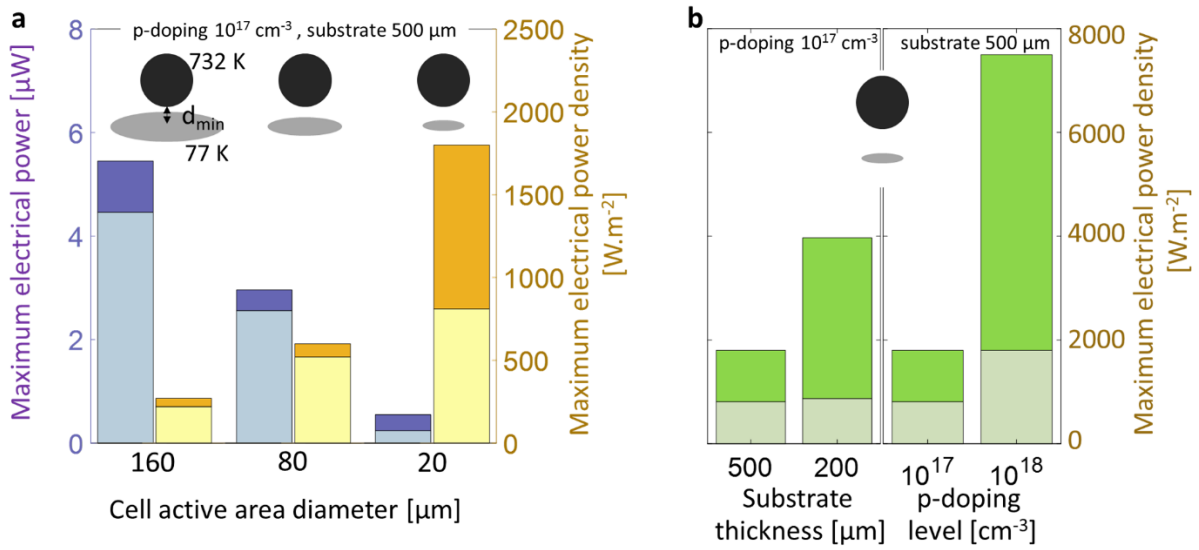 a
p-doping 10¹⁷ cm⁻³ , substrate 500 µm
732 K
d_min
77 K
Maximum electrical power [µW]
8
6
4
2
0
Maximum electrical power density
[W.m⁻²]
2500
2000
1500
1000
500
0
160 80 20
Cell active area diameter [µm]
b
p-doping 10¹⁷ cm⁻³
substrate 500 µm
Maximum electrical power density
[W.m⁻²]
8000
6000
4000
2000
0
500 200
Substrate
thickness [µm]
10¹⁷ 10¹⁸
p-doping
level [cm⁻³]